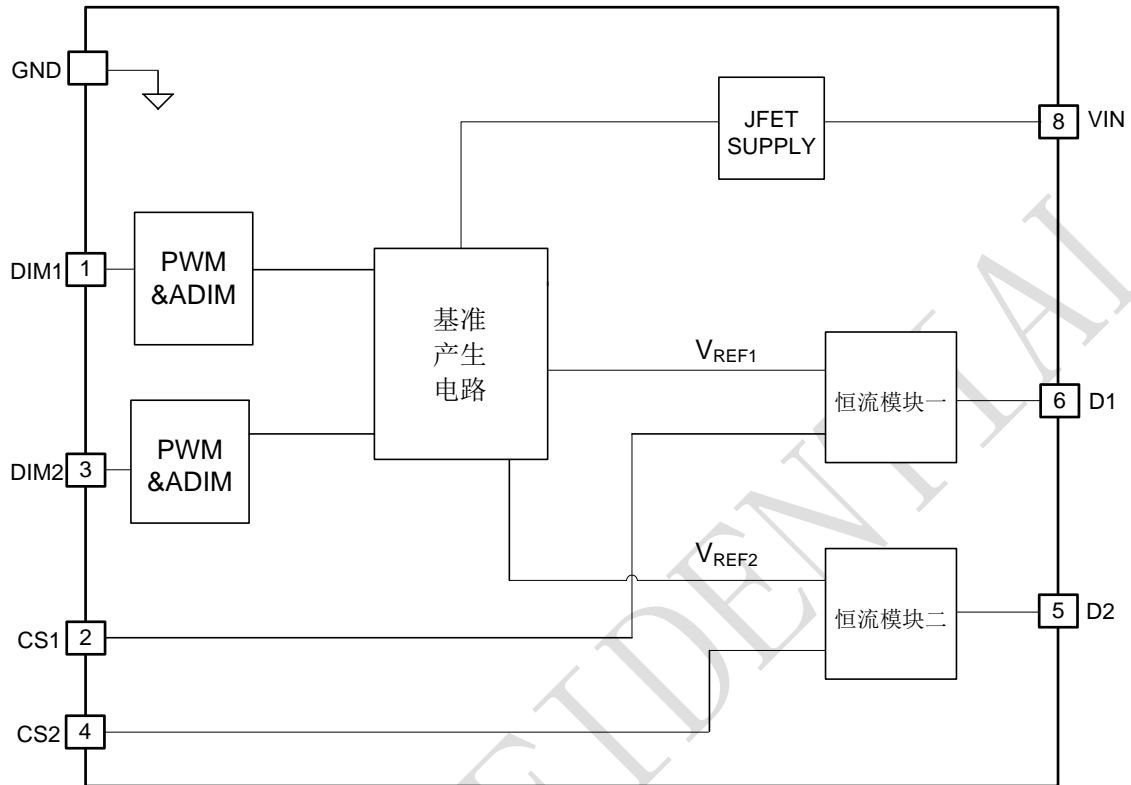 GND
JFET
SUPPLY
8
VIN
DIM1
1
PWM
&ADIM
基准
产生
电路
VREF1
恒流模块一
6
D1
DIM2
3
PWM
&ADIM
VREF2
恒流模块二
5
D2
CS1
2
CS2
4